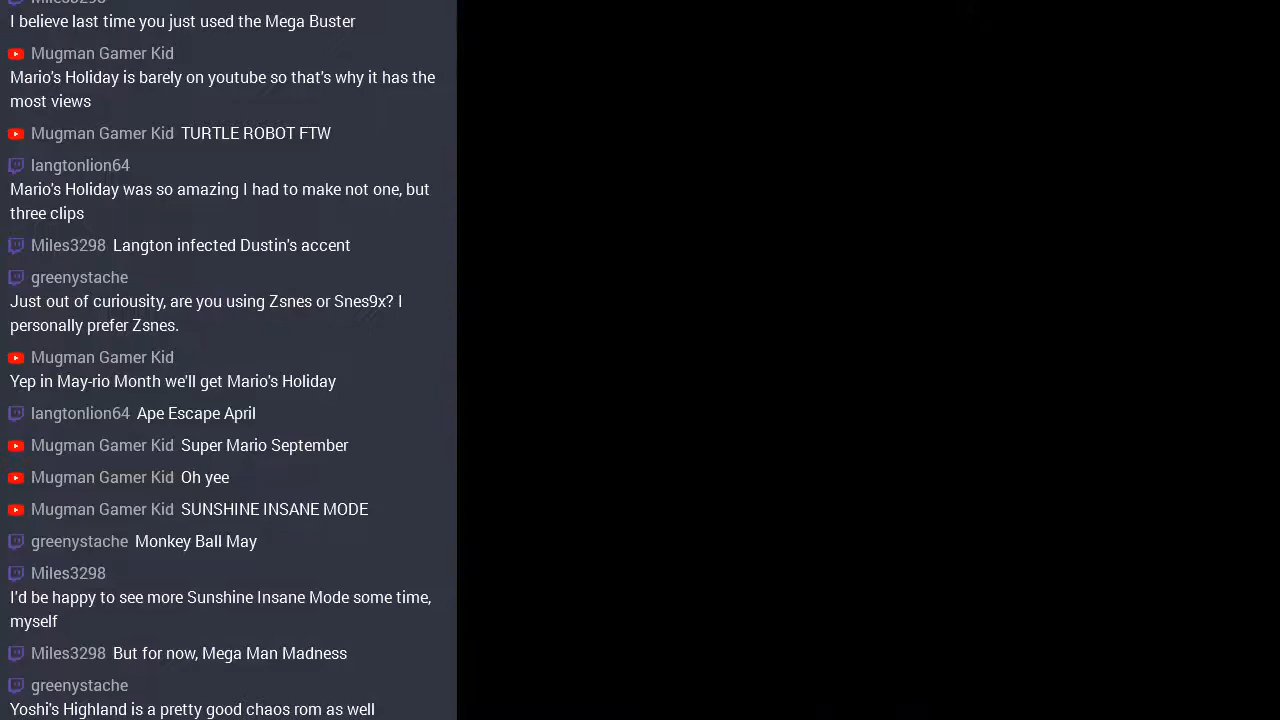 Miles3298
I believe last time you just used the Mega Buster
Mugman Gamer Kid
Mario's Holiday is barely on youtube so that's why it has the
most views
Mugman Gamer Kid TURTLE ROBOT FTW
langtonlion64
Mario's Holiday was so amazing I had to make not one, but
three clips
Miles3298 Langton infected Dustin's accent
greenystache
Just out of curiousity, are you using Zsnes or Snes9x? I
personally prefer Zsnes.
Mugman Gamer Kid
Yep in May-rio Month we'll get Mario's Holiday
langtonlion64 Ape Escape April
Mugman Gamer Kid Super Mario September
Mugman Gamer Kid Oh yee
Mugman Gamer Kid SUNSHINE INSANE MODE
greenystache Monkey Ball May
Miles3298
I'd be happy to see more Sunshine Insane Mode some time,
myself
Miles3298 But for now, Mega Man Madness
greenystache
Yoshi's Highland is a pretty good chaos rom as well